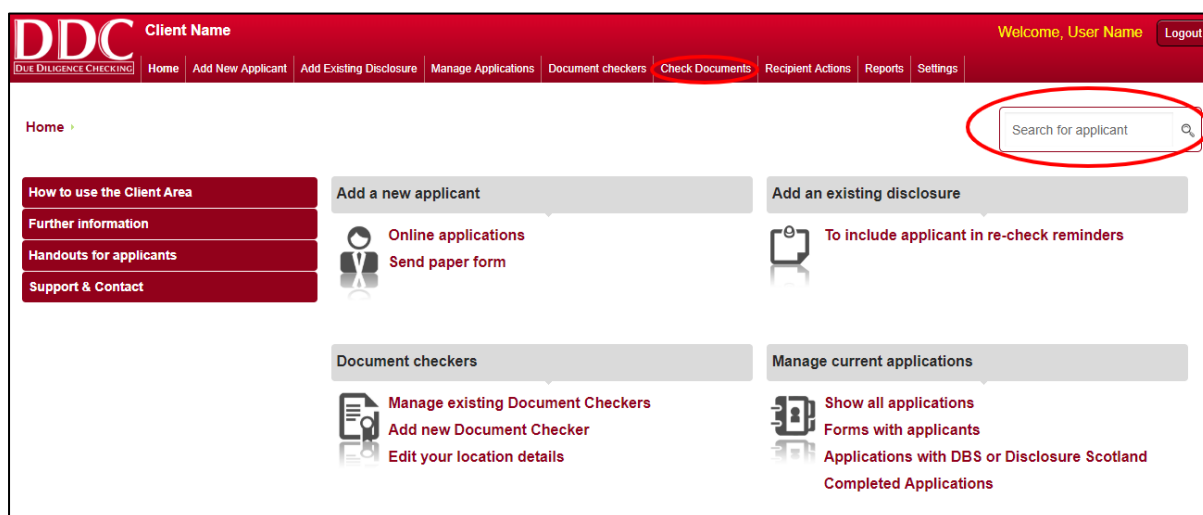 DDC
DUE DILIGENCE CHECKING
Client Name
Welcome, User Name
Logout
Home Add New Applicant Add Existing Disclosure Manage Applications Document checkers Check Documents Recipient Actions Reports Settings
Home
Search for applicant
How to use the Client Area
Further information
Handouts for applicants
Support & Contact
Add a new applicant
Online applications
Send paper form
Add an existing disclosure
To include applicant in re-check reminders
Document checkers
Manage existing Document Checkers
Add new Document Checker
Edit your location details
Manage current applications
Show all applications
Forms with applicants
Applications with DBS or Disclosure Scotland
Completed Applications